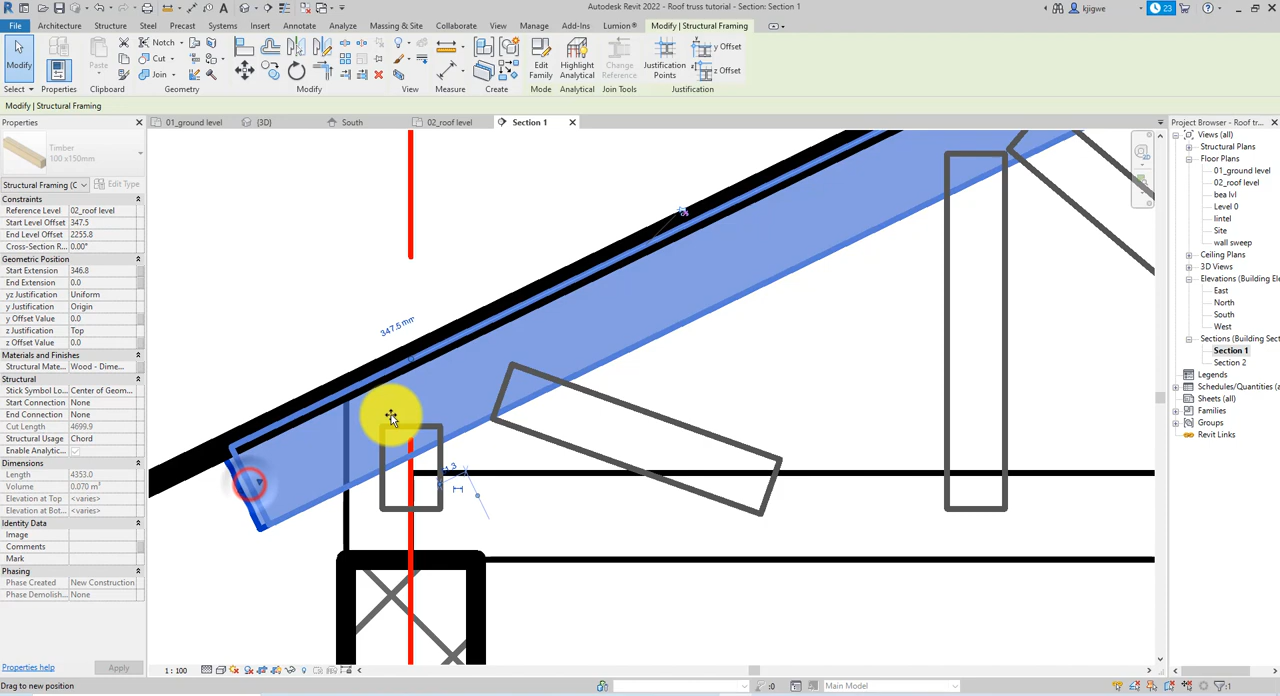 Autodesk Revit 2022 - Roof truss tutorial - Section: Section 1
kjigwe
23
File Architecture Structure Steel Precast Systems Insert Annotate Analyze Massing & Site Collaborate View Manage Add-Ins Lumion® Modify | Structural Framing
Modify Paste Notch Cut Join Edit Family Highlight Analytical Change Reference Justification Points y Offset z Offset
Select Properties Clipboard Geometry Modify View Measure Create Mode Analytical Join Tools Justification
Modify | Structural Framing
Properties
01_ground level {3D} South 02_roof level Section 1
Project Browser - Roof tr...
Timber
100 x150mm
Structural Framing (C Edit Type
Constraints
Reference Level 02_roof level
Start Level Offset 347.5
End Level Offset 2255.8
Cross-Section R... 0.00°
Geometric Position
Start Extension 346.8
End Extension 0.0
yz Justification Uniform
y Justification Origin
y Offset Value 0.0
z Justification Top
z Offset Value 0.0
Materials and Finishes
Structural Mate... Wood - Dime...
Structural
Stick Symbol Lo... Center of Geom...
Start Connection None
End Connection None
Cut Length 4699.9
Structural Usage Chord
Enable Analytic...
Dimensions
Length 4353.0
Volume 0.070 m³
Elevation at Top <varies>
Elevation at Bot... <varies>
Identity Data
Image
Comments
Mark
Phasing
Phase Created New Construction
Phase Demolish... None
Properties help Apply
347.5 mm
Views (all)
Structural Plans
Floor Plans
01_ground level
02_roof level
bea lvl
Level 0
lintel
Site
wall sweep
Ceiling Plans
3D Views
Elevations (Building Ele
East
North
South
West
Sections (Building Sect
Section 1
Section 2
Legends
Schedules/Quantities (a
Sheets (all)
Families
Groups
Revit Links
1 : 100
Drag to new position
:0
Main Model
:1